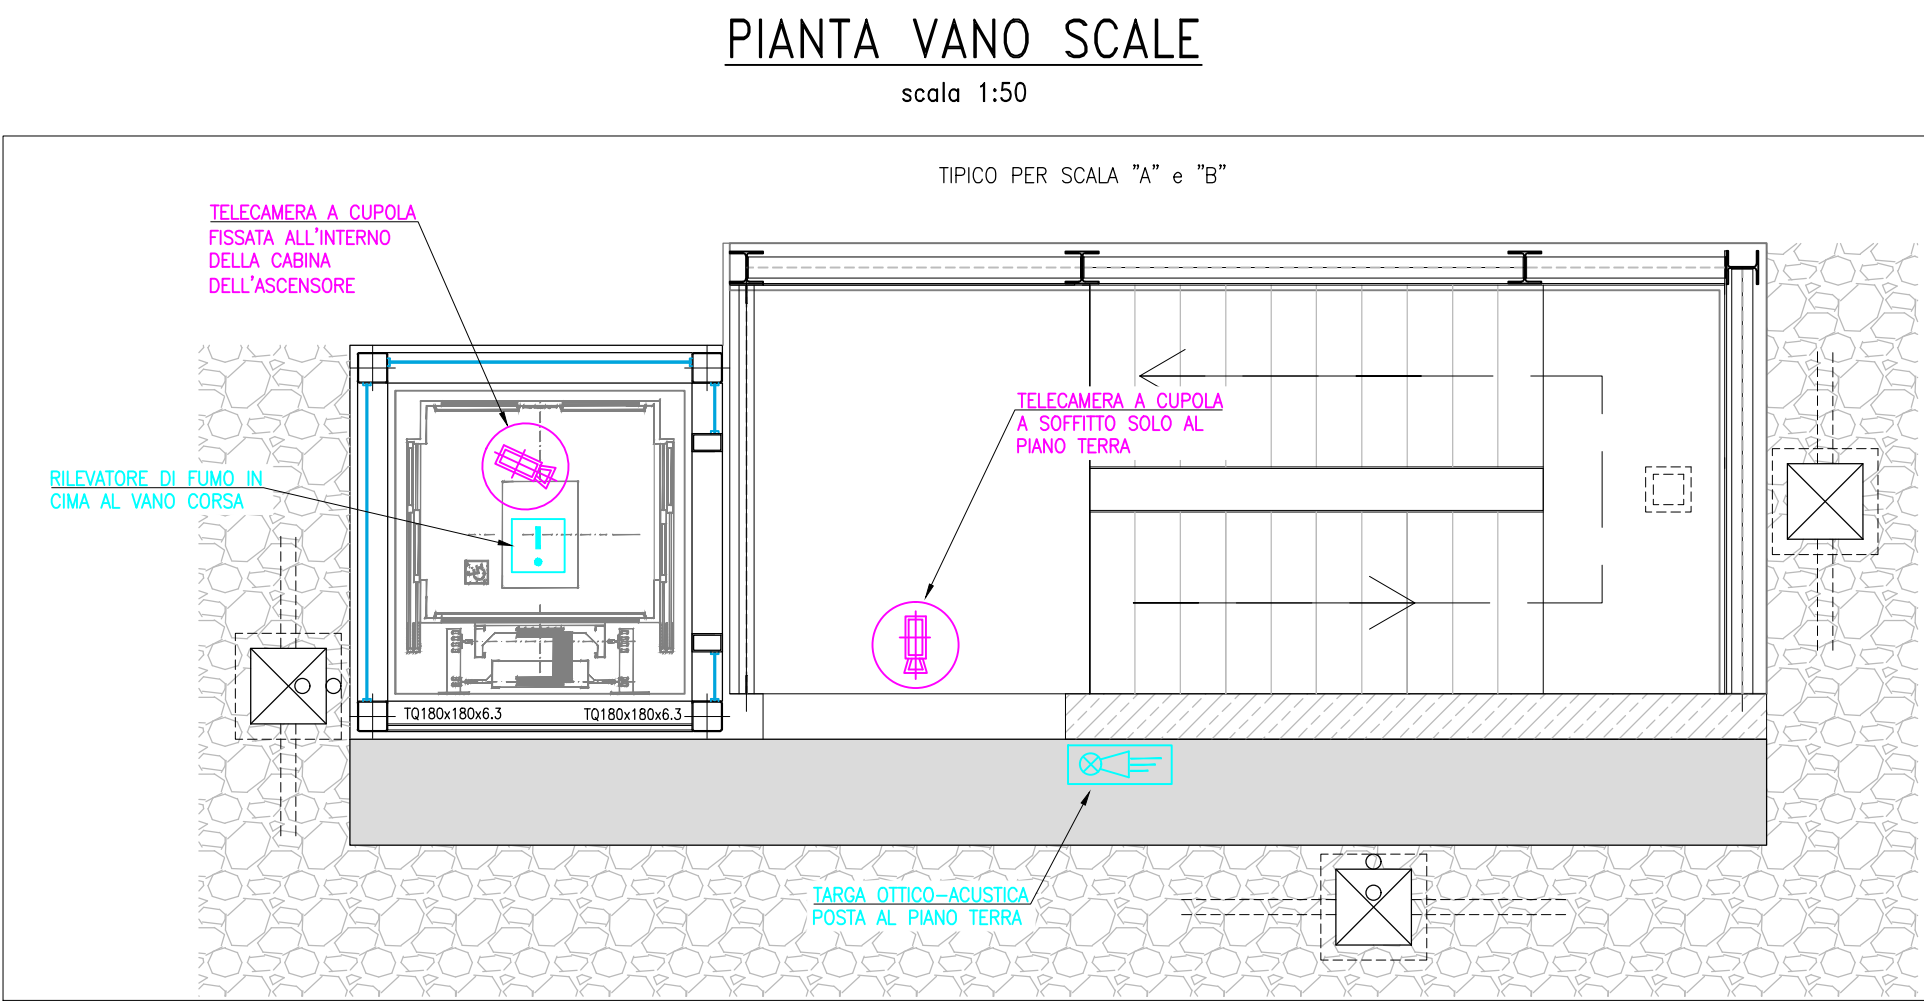 PIANTA VANO SCALE
scala 1:50
TIPICO PER SCALA "A" e "B"
TELECAMERA A CUPOLA
FISSATA ALL'INTERNO
DELLA CABINA
DELL'ASCENSORE
TELECAMERA A CUPOLA
A SOFFITTO SOLO AL
PIANO TERRA
RILEVATORE DI FUMO IN
CIMA AL VANO CORSA
!
TQ180x180x6.3
TQ180x180x6.3
TARGA OTTICO-ACUSTICA
POSTA AL PIANO TERRA